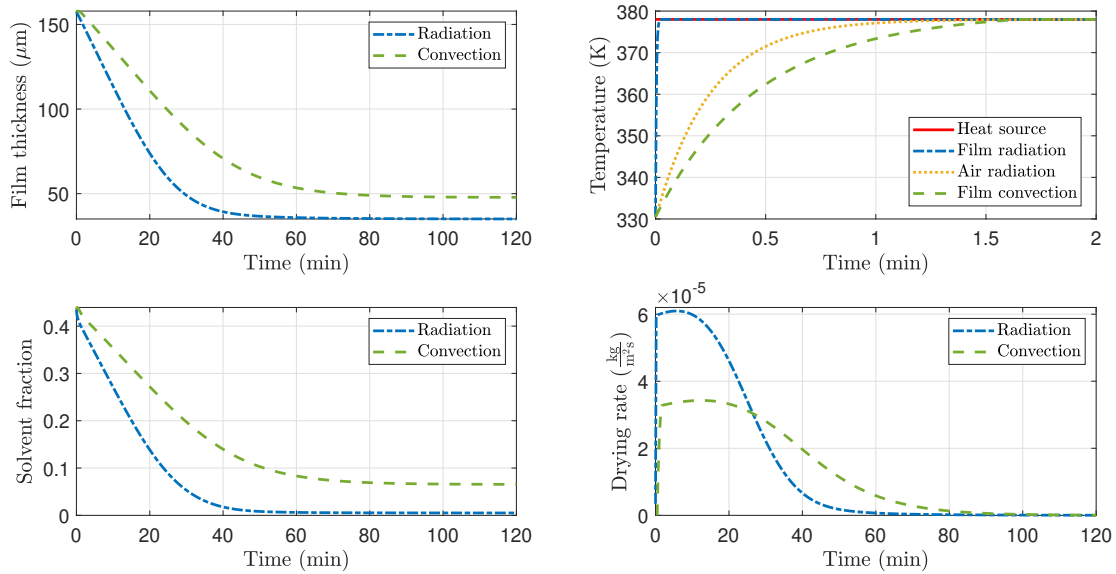 Film thickness (μm)
150
100
50
0 20 40 60 80 100 120
Time (min)
Radiation
Convection
Temperature (K)
380
370
360
350
340
330
0 0.5 1 1.5 2
Time (min)
Heat source
Film radiation
Air radiation
Film convection
Solvent fraction
0.4
0.3
0.2
0.1
0
0 20 40 60 80 100 120
Time (min)
Radiation
Convection
×10-5
Drying rate (kg/m²s)
6
4
2
0
0 20 40 60 80 100 120
Time (min)
Radiation
Convection